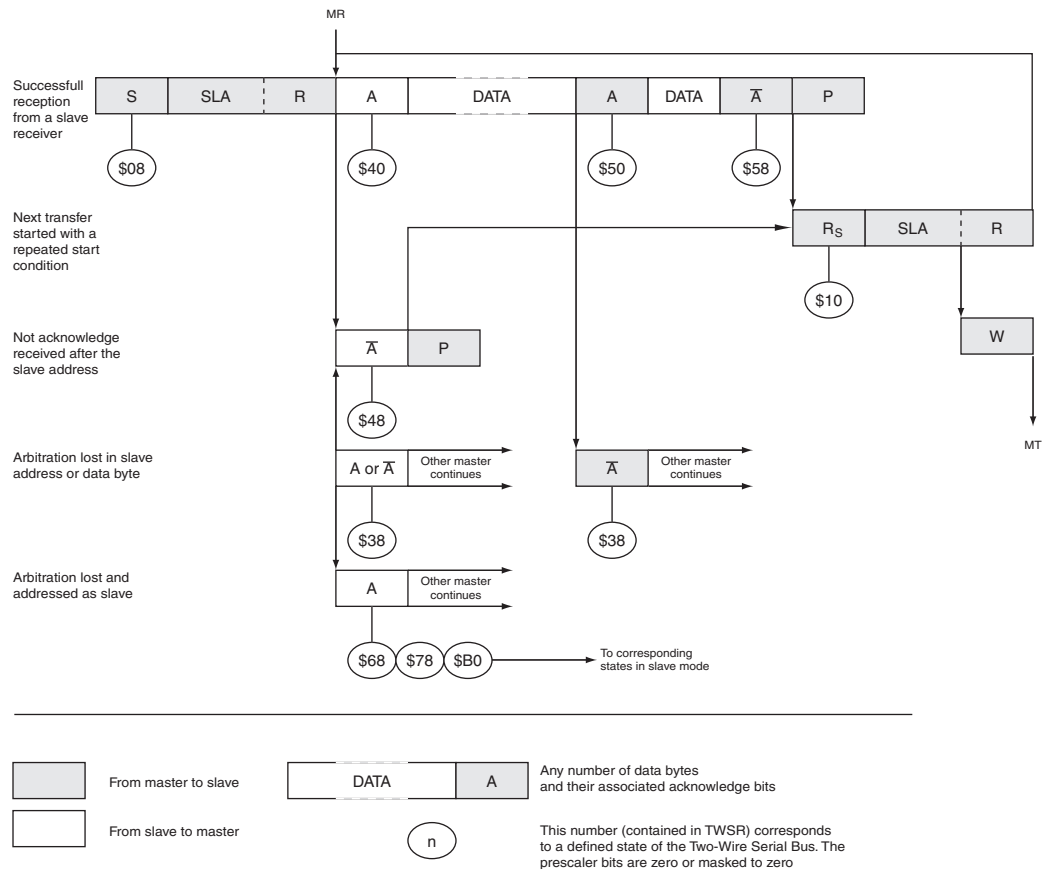 MR
Successfull
reception
from a slave
receiver
S SLA R A DATA A DATA A̅ P
$08 $40 $50 $58
Next transfer
started with a
repeated start
condition
RS SLA R
$10
Not acknowledge
received after the
slave address
A̅ P
W
$48
MT
Arbitration lost in slave
address or data byte
A or A̅ Other master
continues
A̅ Other master
continues
$38 $38
Arbitration lost and
addressed as slave
A Other master
continues
$68 $78 $B0 To corresponding
states in slave mode
From master to slave
DATA A Any number of data bytes
and their associated acknowledge bits
From slave to master
n This number (contained in TWSR) corresponds
to a defined state of the Two-Wire Serial Bus. The
prescaler bits are zero or masked to zero